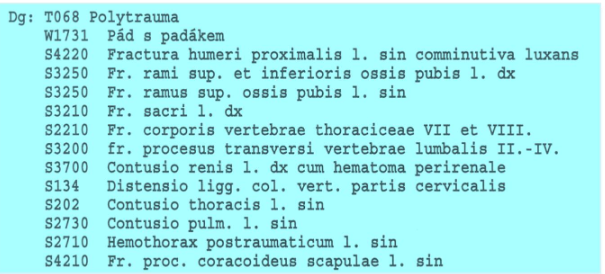 Dg: T068 Polytrauma
W1731 Pád s padákem
S4220 Fractura humeri proximalis l. sin comminutiva luxans
S3250 Fr. rami sup. et inferioris ossis pubis l. dx
S3250 Fr. ramus sup. ossis pubis l. sin
S3210 Fr. sacri l. dx
S2210 Fr. corporis vertebrae thoraciceae VII et VIII.
S3200 fr. procesus transversi vertebrae lumbalis II.-IV.
S3700 Contusio renis l. dx cum hematoma perirenale
S134 Distensio ligg. col. vert. partis cervicalis
S202 Contusio thoracis l. sin
S2730 Contusio pulm. l. sin
S2710 Hemothorax postraumaticum l. sin
S4210 Fr. proc. coracoideus scapulae l. sin